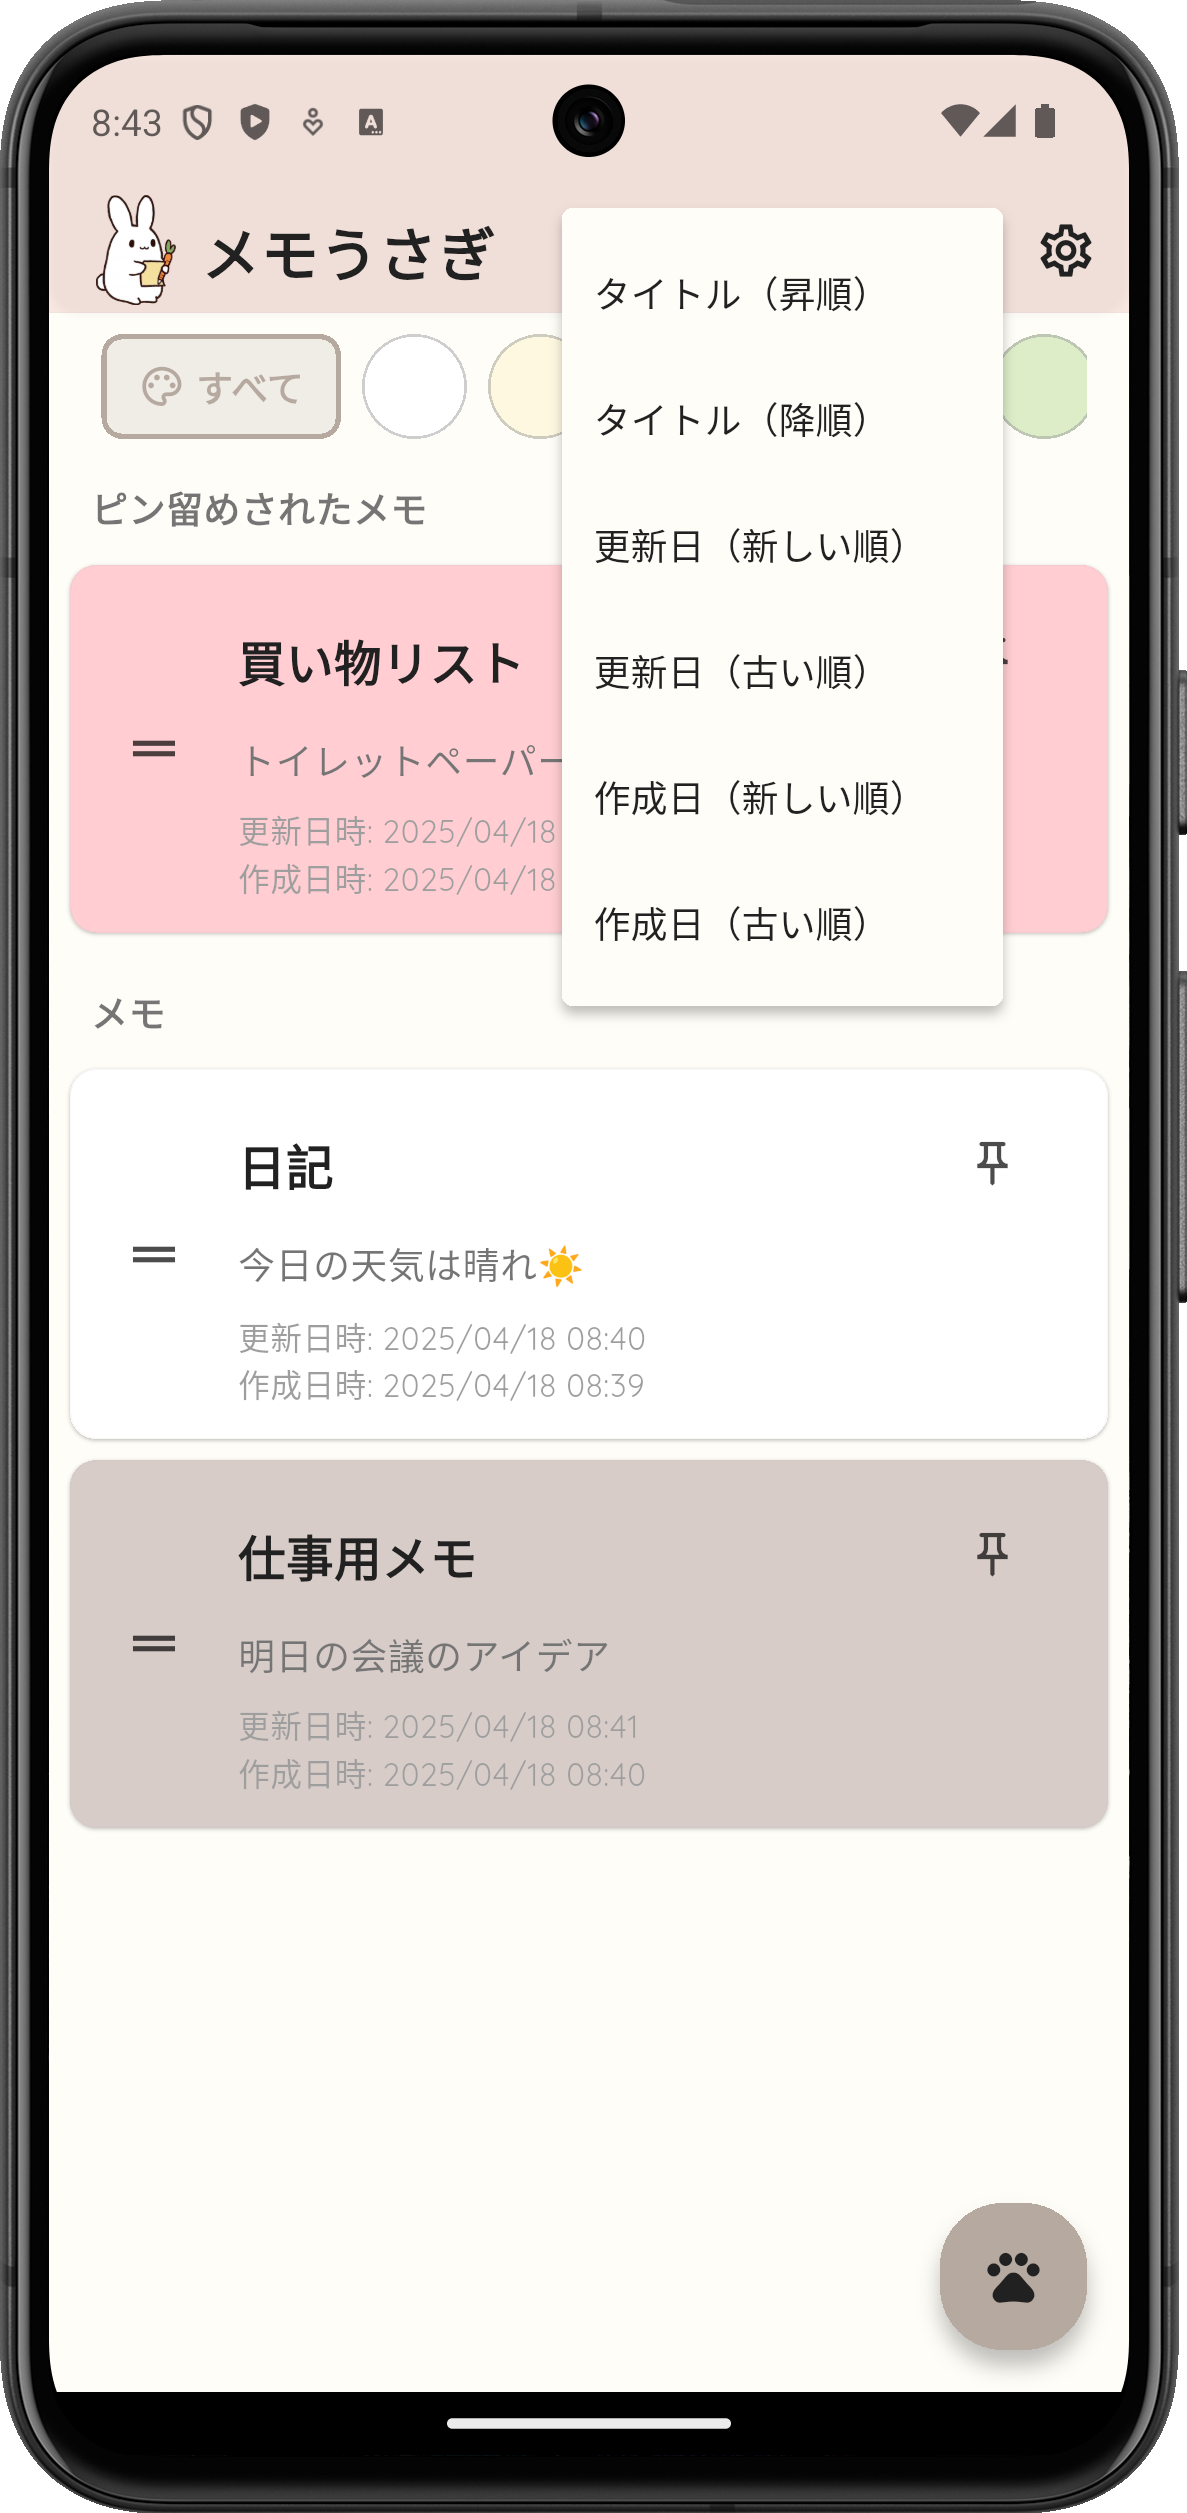 8:43
メモうさぎ
タイトル（昇順）
タイトル（降順）
更新日（新しい順）
更新日（古い順）
作成日（新しい順）
作成日（古い順）
すべて
ピン留めされたメモ
買い物リスト
トイレットペーパー
更新日時: 2025/04/18
作成日時: 2025/04/18
メモ
日記
今日の天気は晴れ☀️
更新日時: 2025/04/18 08:40
作成日時: 2025/04/18 08:39
仕事用メモ
明日の会議のアイデア
更新日時: 2025/04/18 08:41
作成日時: 2025/04/18 08:40